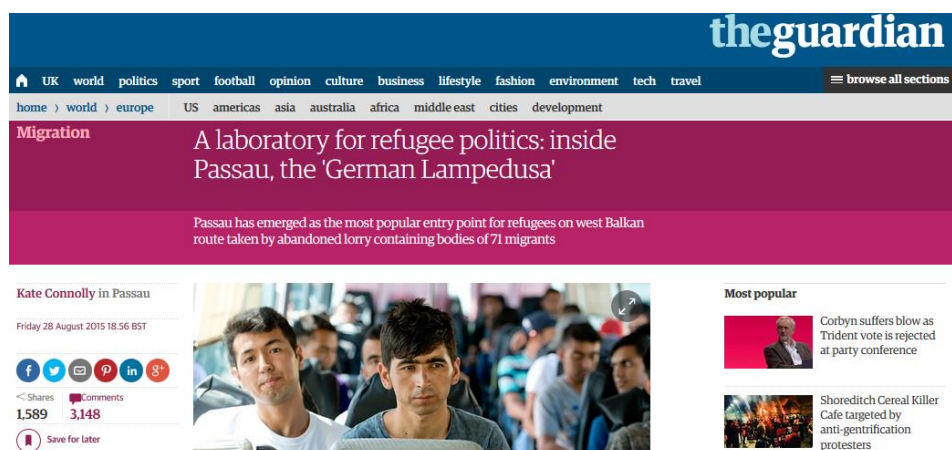 theguardian
UK world politics sport football opinion culture business lifestyle fashion environment tech travel
browse all sections
home › world › europe US americas asia australia africa middle east cities development
Migration
A laboratory for refugee politics: inside
Passau, the 'German Lampedusa'
Passau has emerged as the most popular entry point for refugees on west Balkan
route taken by abandoned lorry containing bodies of 71 migrants
Kate Connolly in Passau
Friday 28 August 2015 18.56 BST
Shares Comments
1,589 3,148
Save for later
Most popular
Corbyn suffers blow as
Trident vote is rejected
at party conference
Shoreditch Cereal Killer
Cafe targeted by
anti-gentrification
protesters